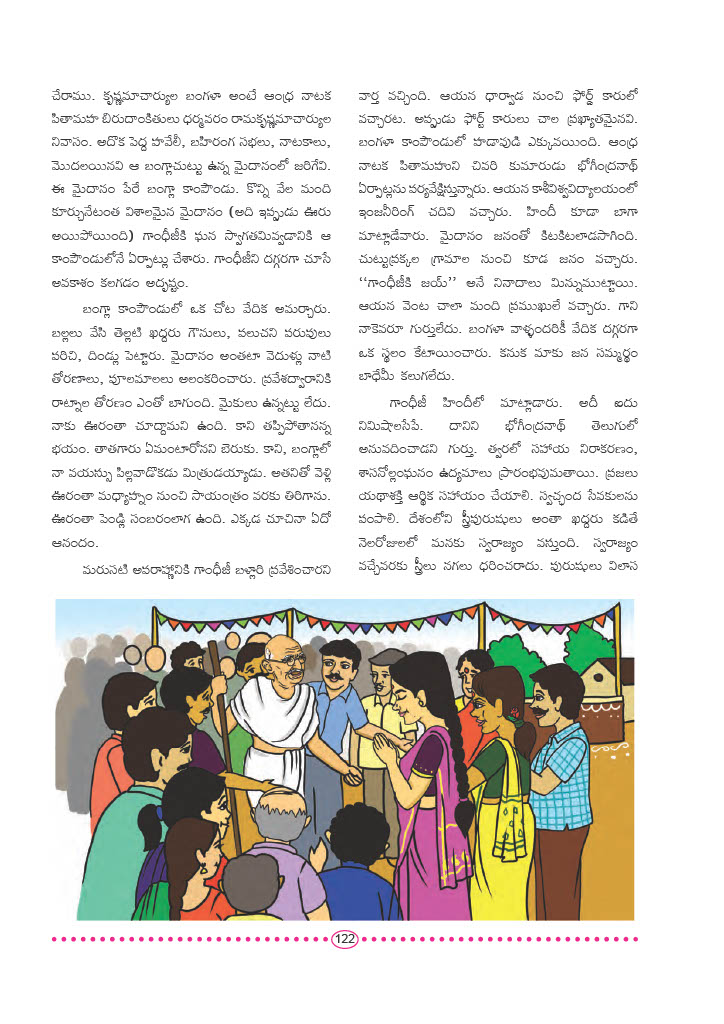 చేరాము. కృష్ణమాచార్యుల బంగళా అంటే ఆంధ్ర నాటక
పితామహ బిరుదాంకితులు ధర్మవరం రామకృష్ణమాచార్యుల
నివాసం. అదొక పెద్ద హవేలీ, బహిరంగ సభలు, నాటకాలు,
మొదలయినవి ఆ బంగ్లాచుట్టు ఉన్న మైదానంలో జరిగేవి.
ఈ మైదానం పేరే బంగ్లా కాంపౌండు. కొన్ని వేల మంది
కూర్చునేటంత విశాలమైన మైదానం (అది ఇప్పుడు ఊరు
అయిపోయింది) గాంధీజీకి ఘన స్వాగతమివ్వడానికి ఆ
కాంపౌండులోనే ఏర్పాట్లు చేశారు. గాంధీజీని దగ్గరగా చూసే
అవకాశం కలగడం అదృష్టం.
బంగ్లా కాంపౌండులో ఒక చోట వేదిక అమర్చారు.
బల్లలు వేసి తెల్లటి ఖద్దరు గౌనులు, పలుచని పరుపులు
పరిచి, దిండ్లు పెట్టారు. మైదానం అంతటా వెదుళ్లు నాటి
తోరణాలు, పూలమాలలు అలంకరించారు. ప్రవేశద్వారానికి
రాట్నాల తోరణం ఎంతో బాగుంది. మైకులు ఉన్నట్టు లేదు.
నాకు ఊరంతా చూద్దామని ఉంది. కాని తప్పిపోతానన్న
భయం. తాతగారు ఏమంటారోనని బెరుకు. కాని, బంగ్లాలో
నా వయస్సు పిల్లవాడొకడు మిత్రుడయ్యాడు. అతనితో వెళ్లి
ఊరంతా మధ్యాహ్నం నుంచి సాయంత్రం వరకు తిరిగాను.
ఊరంతా పెండ్లి సంబరంలాగ ఉంది. ఎక్కడ చూచినా ఏదో
ఆనందం.
మరుసటి అపరాహ్ణానికి గాంధీజీ బళ్లారి ప్రవేశించారని
వార్త వచ్చింది. ఆయన ధార్వాడ నుంచి ఫోర్డ్ కారులో
వచ్చారట. అప్పుడు ఫోర్ట్ కారులు చాల ప్రఖ్యాతమైనవి.
బంగళా కాంపౌండులో హడావుడి ఎక్కువయింది. ఆంధ్ర
నాటక పితామహుని చివరి కుమారుడు భోగీంద్రనాథ్
ఏర్పాట్లను పర్యవేక్షిస్తున్నారు. ఆయన కాశీవిశ్వవిద్యాలయంలో
ఇంజనీరింగ్ చదివి వచ్చారు. హిందీ కూడా బాగా
మాట్లాడేవారు. మైదానం జనంతో కిటకిటలాడసాగింది.
చుట్టుప్రక్కల గ్రామాల నుంచి కూడ జనం వచ్చారు.
‘‘గాంధీజీకి జయ్’’ అనే నినాదాలు మిన్నుముట్టాయి.
ఆయన వెంట చాలా మంది ప్రముఖులే వచ్చారు. గాని
నాకెవరూ గుర్తులేదు. బంగళా వాళ్ళందరికీ వేదిక దగ్గరగా
ఒక స్థలం కేటాయించారు. కనుక మాకు జన సమ్మర్థం
బాధేమీ కలుగలేదు.
గాంధీజీ హిందీలో మాట్లాడారు. అదీ ఐదు
నిమిషాలసేపే. దానిని భోగీంద్రనాథ్ తెలుగులో
అనువదించాడని గుర్తు. త్వరలో సహాయ నిరాకరణం,
శాసనోల్లంఘనం ఉద్యమాలు ప్రారంభవుమతాయి. ప్రజలు
యథాశక్తి ఆర్థిక సహాయం చేయాలి. స్వచ్ఛంద సేవకులను
పంపాలి. దేశంలోని స్త్రీపురుషులు అంతా ఖద్దరు కడితే
నెలరోజులలో మనకు స్వరాజ్యం వస్తుంది. స్వరాజ్యం
వచ్చేవరకు స్త్రీలు నగలు ధరించరాదు. పురుషులు విలాస
122